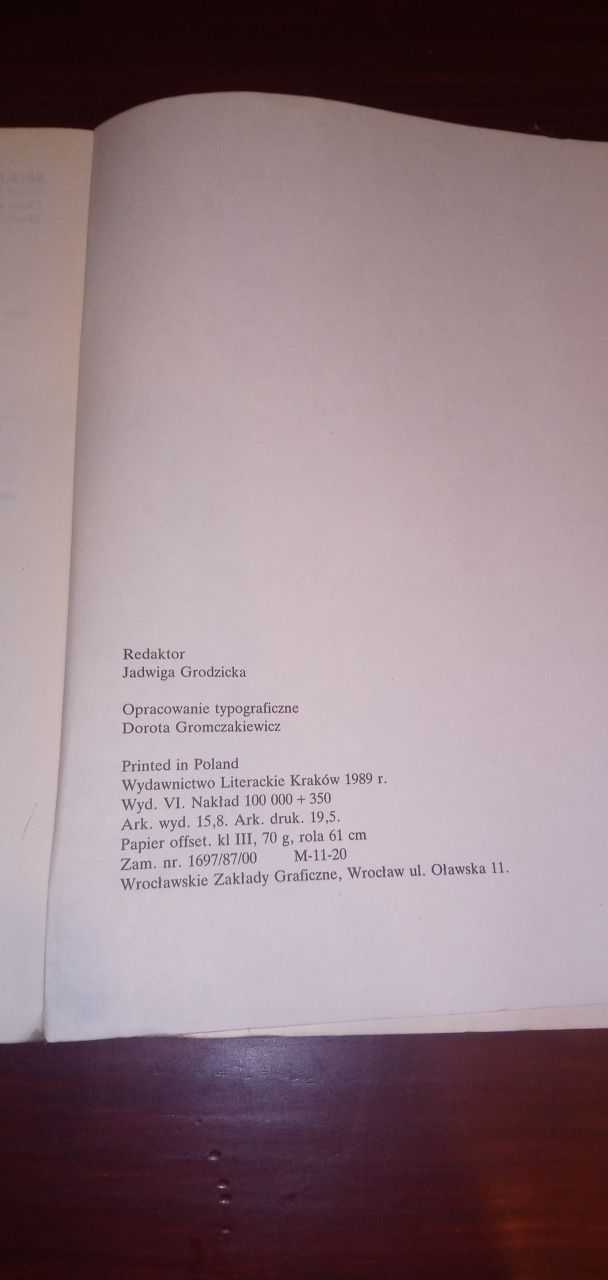 Redaktor
Jadwiga Grodzicka
Opracowanie typograficzne
Dorota Gromczakiewicz
Printed in Poland
Wydawnictwo Literackie Kraków 1989 r.
Wyd. VI. Nakład 100 000 + 350
Ark. wyd. 15,8. Ark. druk. 19,5.
Papier offset. kl III, 70 g, rola 61 cm
Zam. nr. 1697/87/00 M-11-20
Wrocławskie Zakłady Graficzne, Wrocław ul. Oławska 11.